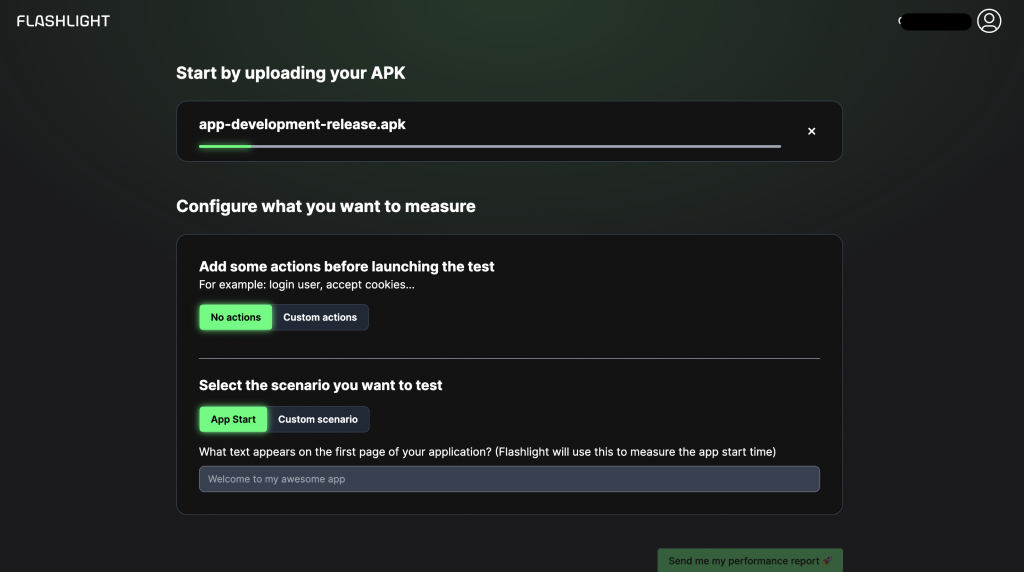 FLASHLIGHT
Start by uploading your APK
app-development-release.apk
Configure what you want to measure
Add some actions before launching the test
For example: login user, accept cookies...
No actions
Custom actions
Select the scenario you want to test
App Start
Custom scenario
What text appears on the first page of your application? (Flashlight will use this to measure the app start time)
Welcome to my awesome app
Send me my performance report 🚀